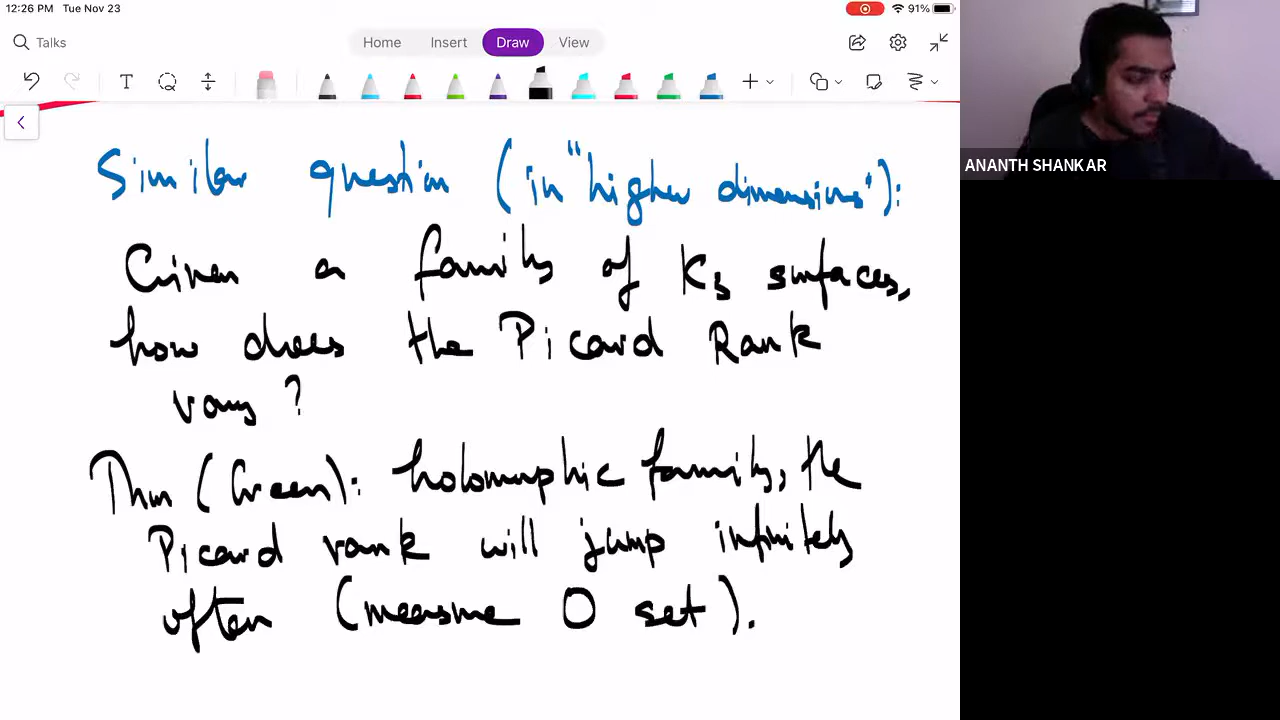 12:26 PM Tue Nov 23
91%
Talks
Home Insert Draw View
ANANTH SHANKAR
Similar question (in "higher dimensions"):
Given a family of K3 surfaces,
how does the Picard Rank
vary?
Thm (Green): holomorphic family, the
Picard rank will jump infinitely
often (measure 0 set).